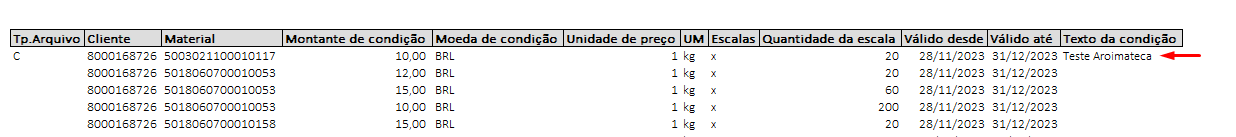 Tp.Arquivo Cliente Material Montante de condição Moeda de condição Unidade de preço UM Escalas Quantidade da escala Válido desde Válido até Texto da condição
C 8000168726 5003021100010117 10,00 BRL 1 kg x 20 28/11/2023 31/12/2023 Teste Aroimateca
8000168726 5018060700010053 12,00 BRL 1 kg x 20 28/11/2023 31/12/2023
8000168726 5018060700010053 15,00 BRL 1 kg x 60 28/11/2023 31/12/2023
8000168726 5018060700010053 10,00 BRL 1 kg x 200 28/11/2023 31/12/2023
8000168726 5018060700010158 15,00 BRL 1 kg x 20 28/11/2023 31/12/2023